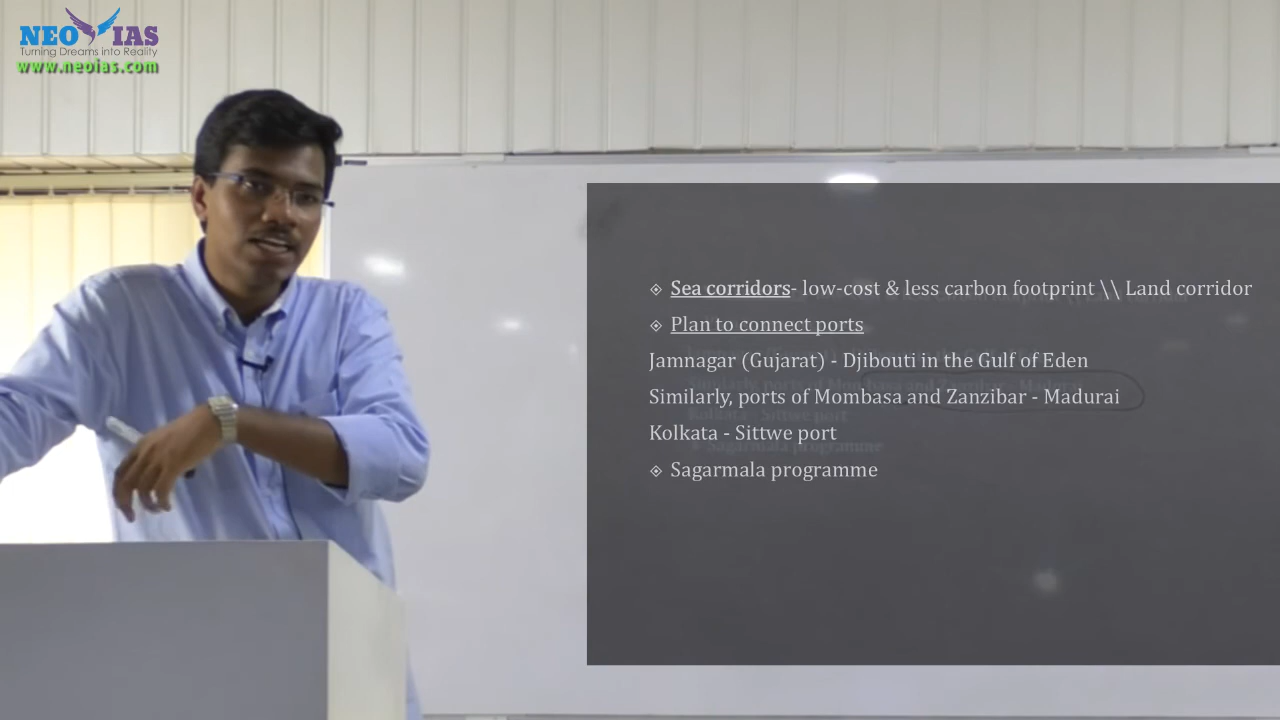 NEO IAS
Turning Dreams into Reality
www.neoias.com
Sea corridors- low-cost & less carbon footprint \\ Land corridor
Plan to connect ports
Jamnagar (Gujarat) - Djibouti in the Gulf of Eden
Similarly, ports of Mombasa and Zanzibar - Madurai
Kolkata - Sittwe port
Sagarmala programme